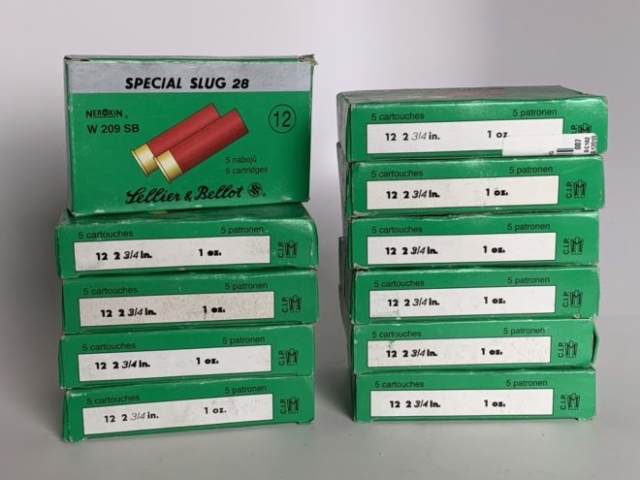 SPECIAL SLUG 28
NEROXIN®
W 209 SB
12
5 nábojů
5 cartridges
Sellier & Bellot
5 cartouches 5 patronen
12 2 3/4 in. 1 oz.
C.I.P.
5 cartouches 5 patronen
12 2 3/4 in. 1 oz.
C.I.P.
5 cartouches 5 patronen
12 2 3/4 in. 1 oz.
C.I.P.
5 cartouches 5 patronen
12 2 3/4 in. 1 oz.
C.I.P.
5 cartouches 5 patronen
12 2 3/4 in. 1 oz
5 cartouches 5 patronen
12 2 3/4 in. 1 oz.
C.I.P.
5 cartouches 5 patronen
12 2 3/4 in. 1 oz.
C.I.P.
5 cartouches 5 patronen
12 2 3/4 in. 1 oz.
C.I.P.
5 cartouches 5 patronen
12 2 3/4 in. 1 oz.
C.I.P.
5 cartouches 5 patronen
12 2 3/4 in. 1 oz.
C.I.P.